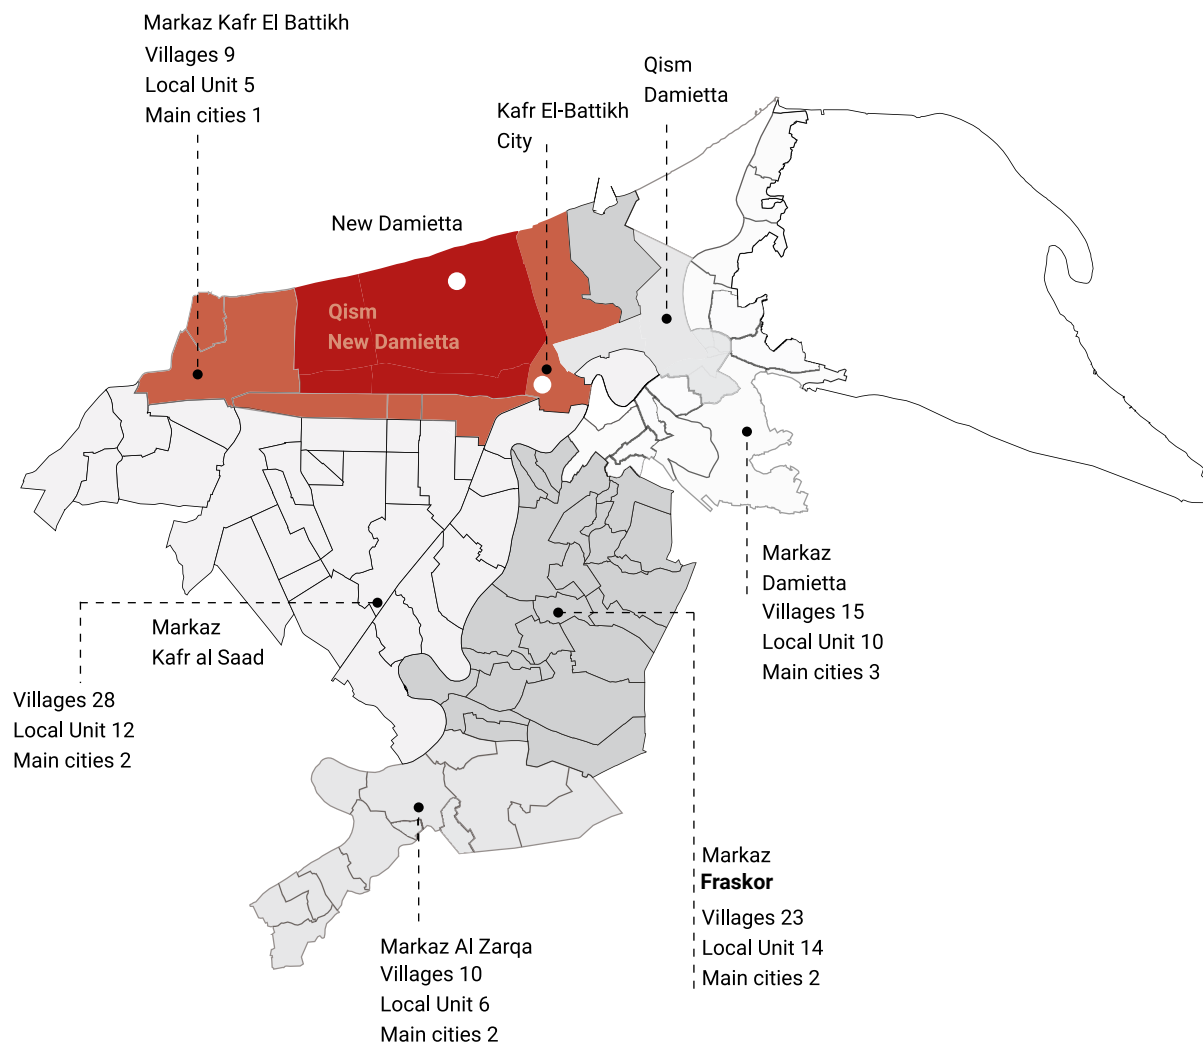 Markaz Kafr El Battikh
Villages 9
Local Unit 5
Main cities 1
Kafr El-Battikh
City
Qism
Damietta
New Damietta
Qism
New Damietta
Markaz
Kafr al Saad
Villages 28
Local Unit 12
Main cities 2
Markaz
Damietta
Villages 15
Local Unit 10
Main cities 3
Markaz
Fraskor
Villages 23
Local Unit 14
Main cities 2
Markaz Al Zarqa
Villages 10
Local Unit 6
Main cities 2